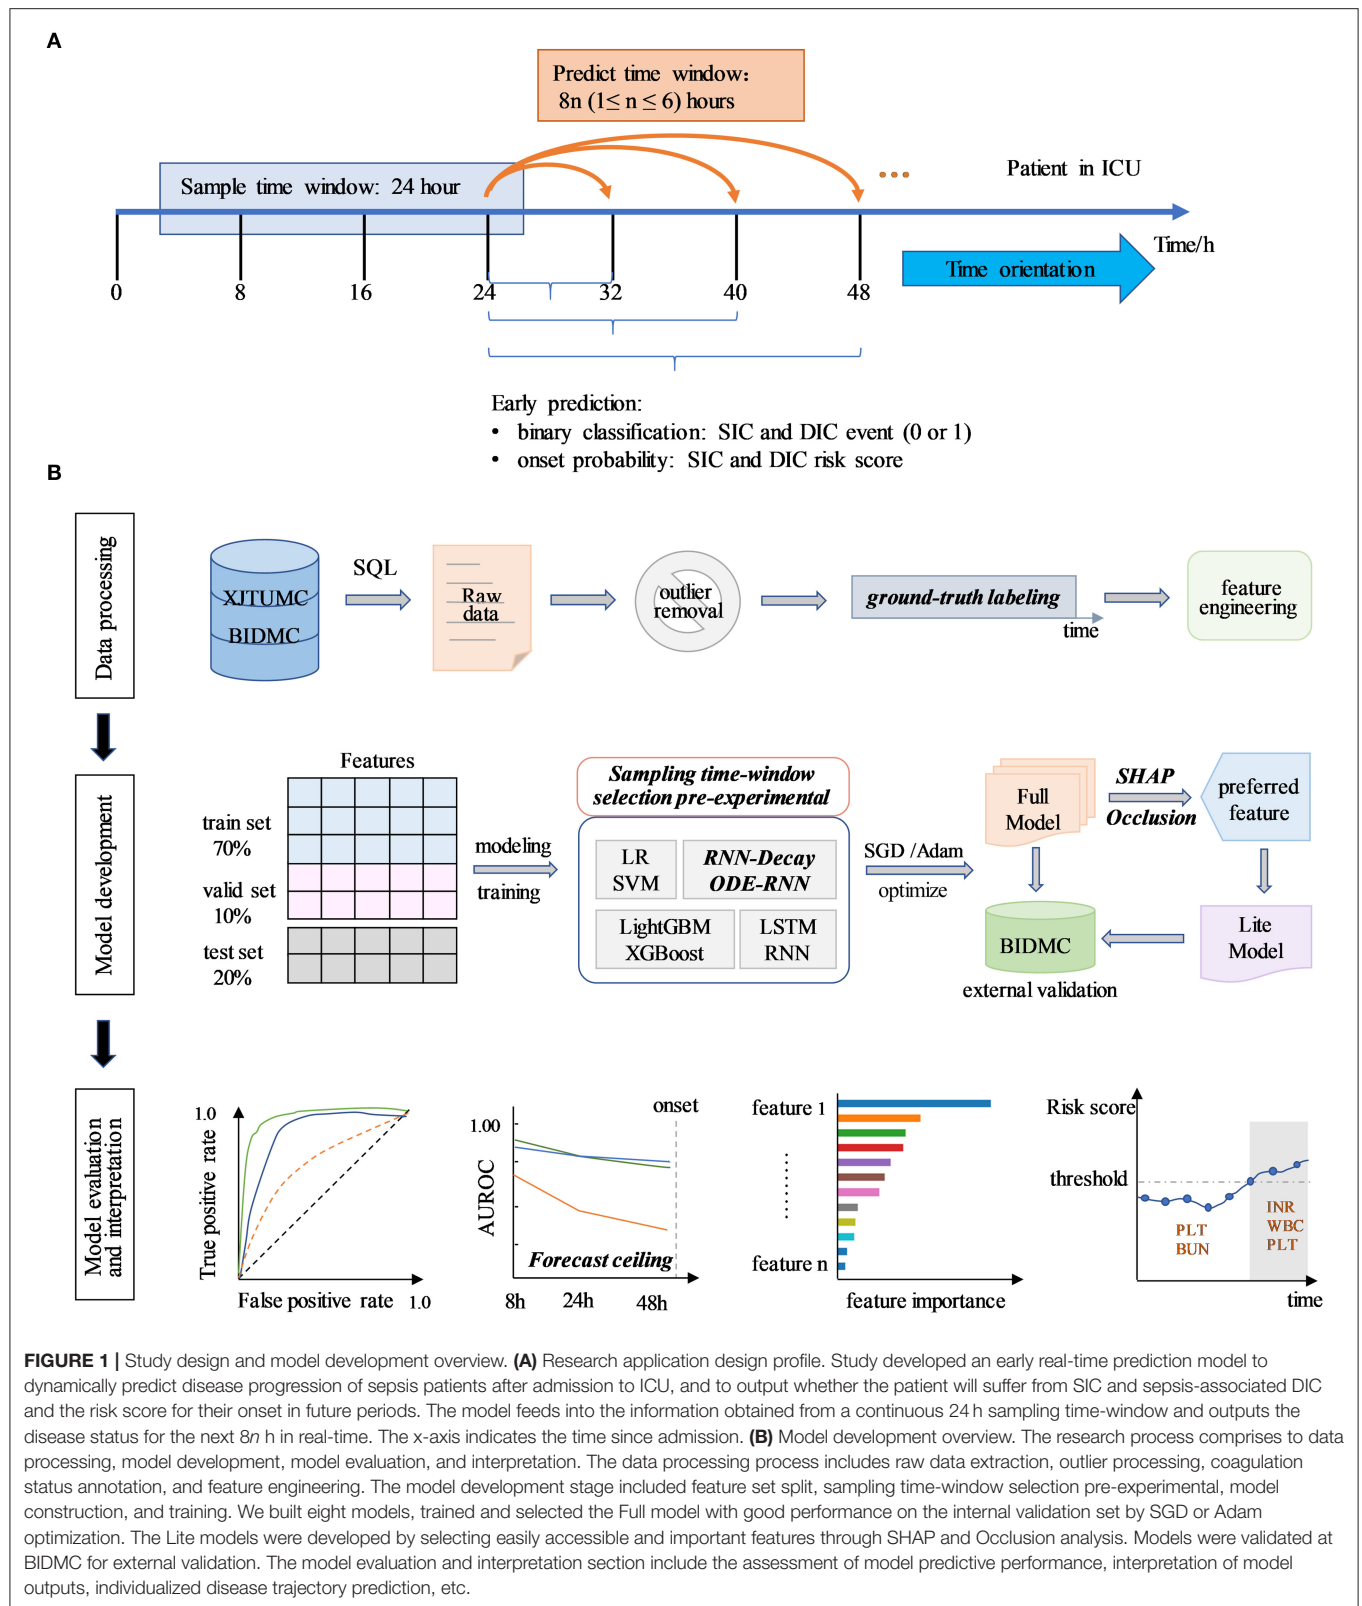 A
Predict time window:
8n (1≤ n ≤ 6) hours
Sample time window: 24 hour
Patient in ICU
Time/h
Time orientation
0 8 16 24 32 40 48
Early prediction:
• binary classification: SIC and DIC event (0 or 1)
• onset probability: SIC and DIC risk score
B
Data processing
XJTUMC
BIDMC
SQL
Raw
data
outlier
removal
ground-truth labeling
time
feature
engineering
Model development
Features
train set
70%
valid set
10%
test set
20%
modeling
training
Sampling time-window
selection pre-experimental
LR
SVM
RNN-Decay
ODE-RNN
LightGBM
XGBoost
LSTM
RNN
SGD /Adam
optimize
Full
Model
SHAP
Occlusion
preferred
feature
BIDMC
external validation
Lite
Model
Model evaluation
and interpretation
1.0
True positive rate
False positive rate 1.0
1.00
AUROC
onset
Forecast ceiling
8h 24h 48h
feature 1
feature n
feature importance
Risk score
threshold
PLT
BUN
INR
WBC
PLT
time
FIGURE 1 | Study design and model development overview. (A) Research application design profile. Study developed an early real-time prediction model to
dynamically predict disease progression of sepsis patients after admission to ICU, and to output whether the patient will suffer from SIC and sepsis-associated DIC
and the risk score for their onset in future periods. The model feeds into the information obtained from a continuous 24 h sampling time-window and outputs the
disease status for the next 8n h in real-time. The x-axis indicates the time since admission. (B) Model development overview. The research process comprises to data
processing, model development, model evaluation, and interpretation. The data processing process includes raw data extraction, outlier processing, coagulation
status annotation, and feature engineering. The model development stage included feature set split, sampling time-window selection pre-experimental, model
construction, and training. We built eight models, trained and selected the Full model with good performance on the internal validation set by SGD or Adam
optimization. The Lite models were developed by selecting easily accessible and important features through SHAP and Occlusion analysis. Models were validated at
BIDMC for external validation. The model evaluation and interpretation section include the assessment of model predictive performance, interpretation of model
outputs, individualized disease trajectory prediction, etc.